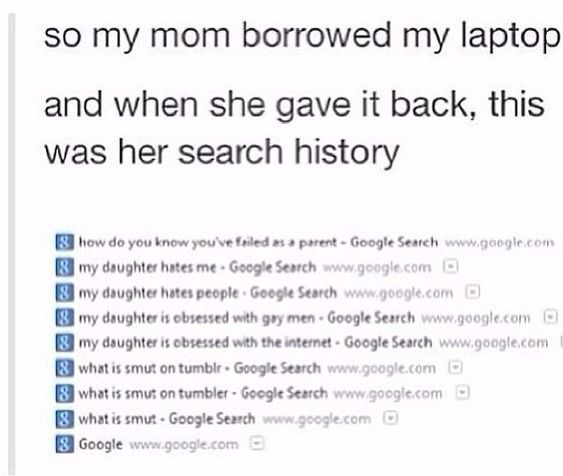 so my mom borrowed my laptop
and when she gave it back, this
was her search history
how do you know you've failed as a parent - Google Search www.google.com
my daughter hates me - Google Search www.google.com
my daughter hates people - Google Search www.google.com
my daughter is obsessed with gay men - Google Search www.google.com
my daughter is obsessed with the internet - Google Search www.google.com
what is smut on tumblr - Google Search www.google.com
what is smut on tumbler - Google Search www.google.com
what is smut - Google Search www.google.com
Google www.google.com